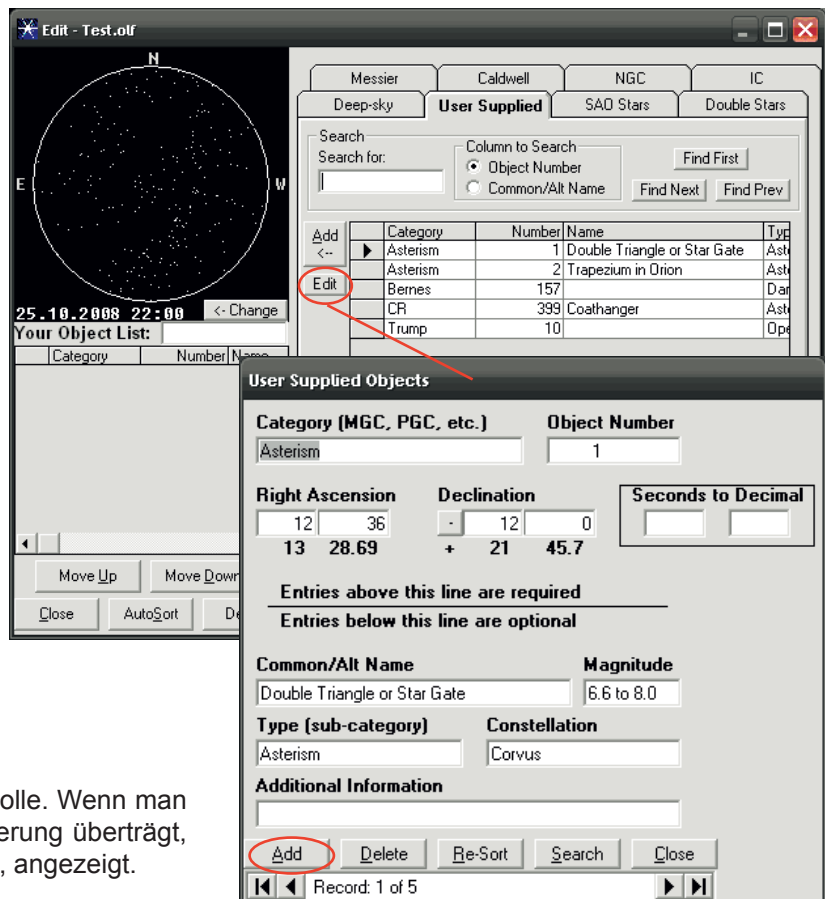 Edit - Test.olf
N
E
W
25.10.2008 22:00
<- Change
Your Object List:
Category Number Name
Move Up
Move Down
Close
AutoSort
Messier Caldwell NGC IC
Deep-sky User Supplied SAO Stars Double Stars
Search
Search for:
Column to Search
Object Number
Common/Alt Name
Find First
Find Next
Find Prev
Add
<--
Edit
Category Number Name Typ
Asterism 1 Double Triangle or Star Gate Aste
Asterism 2 Trapezium in Orion Aste
Bernes 157 Dar
CR 399 Coathanger Aste
Trump 10 Ope
User Supplied Objects
Category (MGC, PGC, etc.) Object Number
Asterism 1
Right Ascension Declination Seconds to Decimal
12 36 - 12 0
13 28.69 + 21 45.7
Entries above this line are required
Entries below this line are optional
Common/Alt Name Magnitude
Double Triangle or Star Gate 6.6 to 8.0
Type (sub-category) Constellation
Asterism Corvus
Additional Information
Add Delete Re-Sort Search Close
Record: 1 of 5
olle. Wenn man
erung überträgt,
, angezeigt.